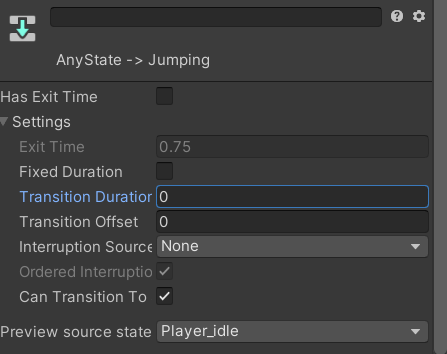 AnyState -> Jumping
Has Exit Time
Settings
Exit Time 0.75
Fixed Duration
Transition Duration 0
Transition Offset 0
Interruption Source None
Ordered Interruptio
Can Transition To
Preview source state Player_idle